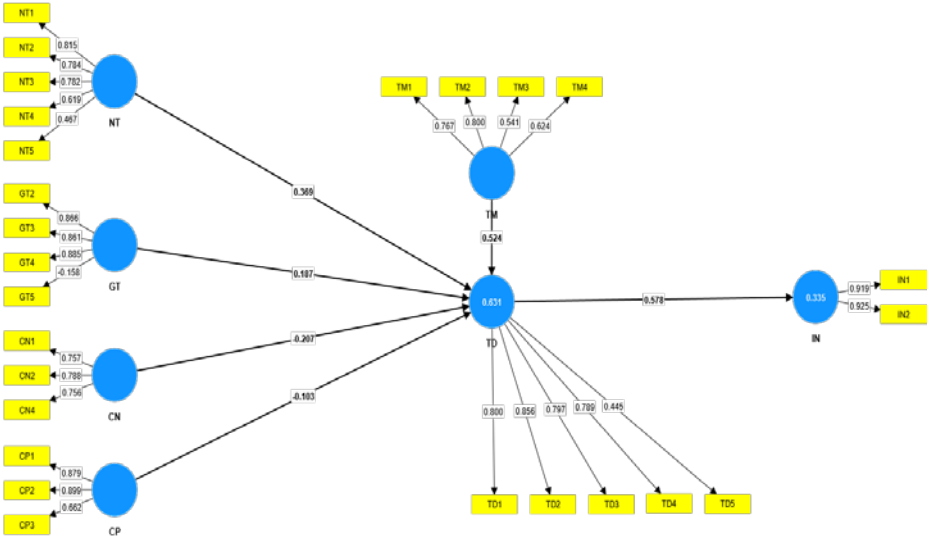 NT1
0.815
NT2
0.784
NT3
0.782
NT4
0.619
NT5
0.467
NT
TM1
TM2
TM3
TM4
0.767
0.800
0.541
0.624
TM
0.524
0.369
GT2
0.866
GT3
0.861
GT4
0.885
GT5
-0.158
GT
0.187
0.631
TD
0.578
0.335
IN
IN1
0.919
IN2
0.925
CN1
0.757
CN2
0.788
CN4
0.756
CN
-0.207
-0.103
0.800
0.856
0.797
0.789
0.445
CP1
0.879
CP2
0.899
CP3
0.662
CP
TD1
TD2
TD3
TD4
TD5